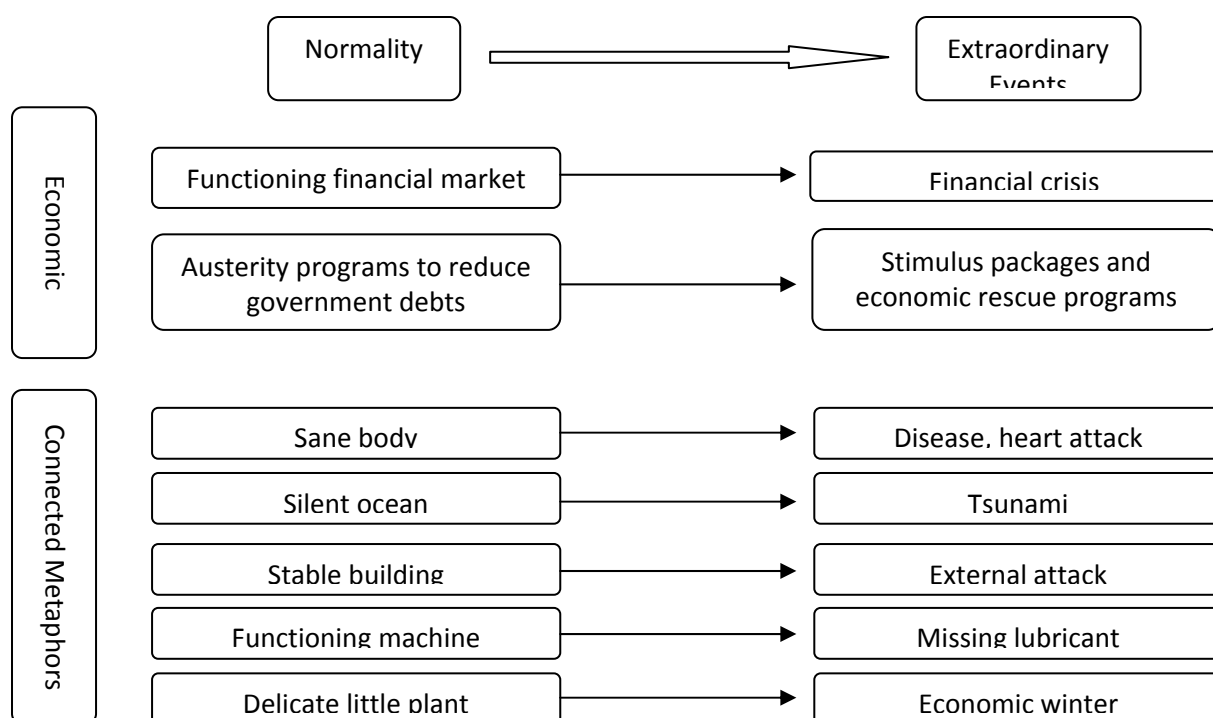 Normality
Extraordinary
Events
Economic
Functioning financial market
Financial crisis
Austerity programs to reduce
government debts
Stimulus packages and
economic rescue programs
Connected Metaphors
Sane body
Disease, heart attack
Silent ocean
Tsunami
Stable building
External attack
Functioning machine
Missing lubricant
Delicate little plant
Economic winter